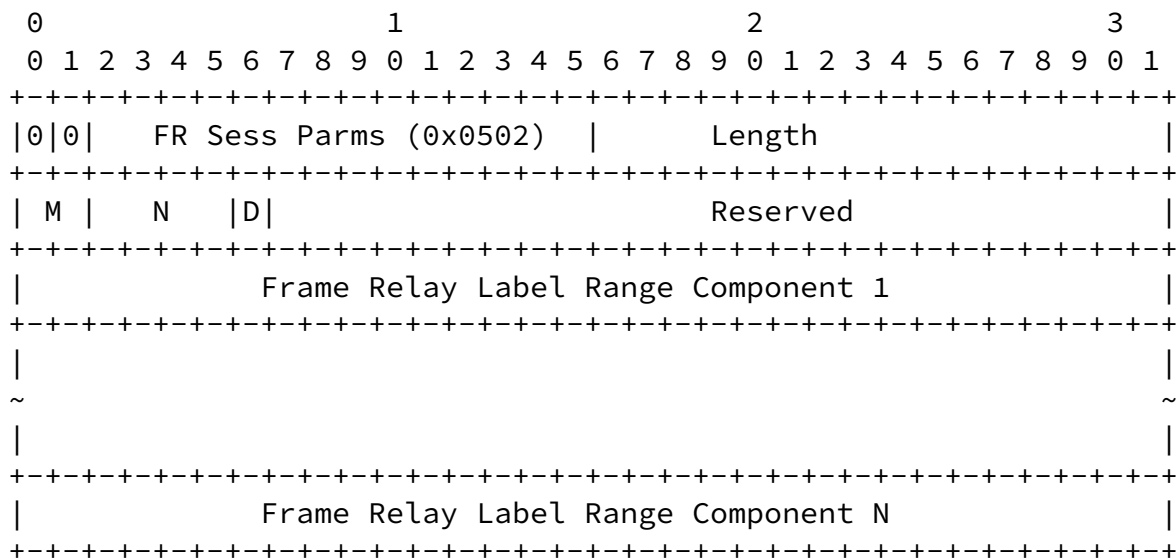 0                   1                   2                   3
 0 1 2 3 4 5 6 7 8 9 0 1 2 3 4 5 6 7 8 9 0 1 2 3 4 5 6 7 8 9 0 1
+-+-+-+-+-+-+-+-+-+-+-+-+-+-+-+-+-+-+-+-+-+-+-+-+-+-+-+-+-+-+-+-+
|0|0|   FR Sess Parms (0x0502)  |      Length                   |
+-+-+-+-+-+-+-+-+-+-+-+-+-+-+-+-+-+-+-+-+-+-+-+-+-+-+-+-+-+-+-+-+
| M |   N   |D|                        Reserved                 |
+-+-+-+-+-+-+-+-+-+-+-+-+-+-+-+-+-+-+-+-+-+-+-+-+-+-+-+-+-+-+-+-+
|             Frame Relay Label Range Component 1               |
+-+-+-+-+-+-+-+-+-+-+-+-+-+-+-+-+-+-+-+-+-+-+-+-+-+-+-+-+-+-+-+-+
|                                                               |
~                                                               ~
|                                                               |
+-+-+-+-+-+-+-+-+-+-+-+-+-+-+-+-+-+-+-+-+-+-+-+-+-+-+-+-+-+-+-+-+
|             Frame Relay Label Range Component N               |
+-+-+-+-+-+-+-+-+-+-+-+-+-+-+-+-+-+-+-+-+-+-+-+-+-+-+-+-+-+-+-+-+